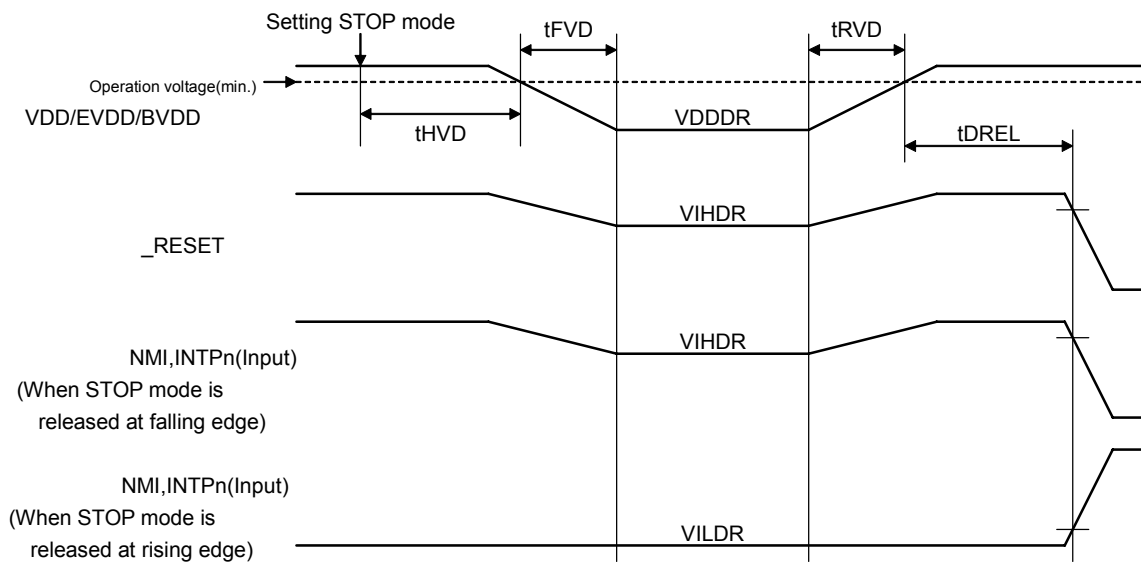 Setting STOP mode
tFVD
tRVD
Operation voltage(min.)
VDD/EVDD/BVDD
tHVD
VDDDR
tDREL
_RESET
VIHDR
NMI,INTPn(Input)
(When STOP mode is
released at falling edge)
VIHDR
NMI,INTPn(Input)
(When STOP mode is
released at rising edge)
VILDR